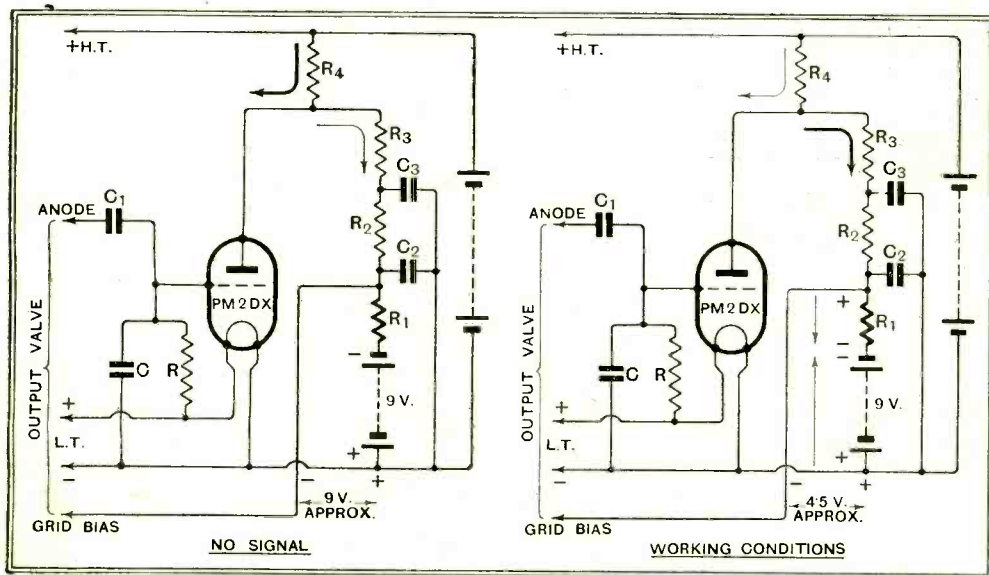 +H.T.
R4
R3
C3
C1
ANODE
R2
C2
PM2DX
R1
-
C
R
9 V.
OUTPUT VALVE
+
L.T.
-
+
-
+
9 V.
APPROX.
GRID BIAS
NO SIGNAL
+H.T.
R4
R3
C3
C1
ANODE
R2
C2
+
PM2DX
R1
-
-
C
R
9 V.
OUTPUT VALVE
+
L.T.
-
+
-
+
4·5 V.
APPROX.
GRID BIAS
WORKING CONDITIONS